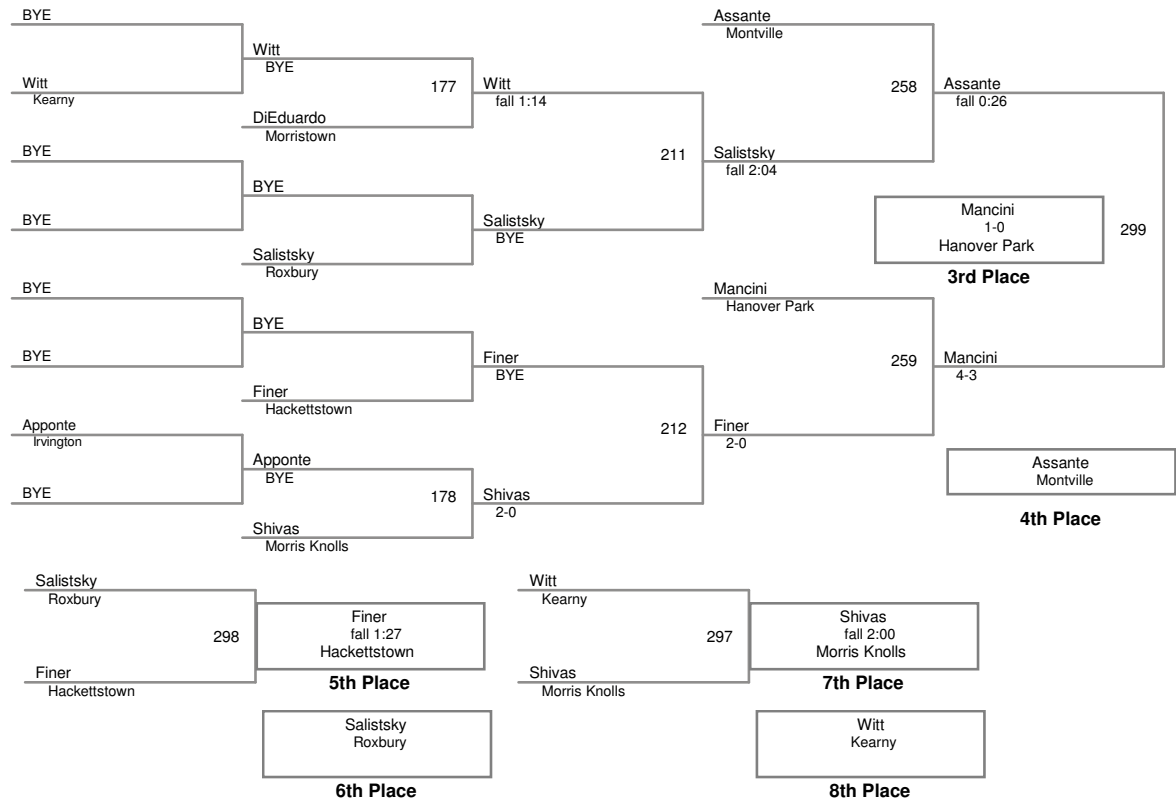 BYE
Witt
Kearny
BYE
BYE
BYE
BYE
Apponte
Irvington
BYE
Witt
BYE
177
DiEduardo
Morristown
BYE
Salistsky
Roxbury
BYE
Finer
Hackettstown
Apponte
BYE
178
Shivas
Morris Knolls
Witt
fall 1:14
211
Salistsky
BYE
Finer
BYE
212
Shivas
2-0
Assante
Montville
258
Salistsky
fall 2:04
Mancini
Hanover Park
259
Finer
2-0
Assante
fall 0:26
299
Mancini
4-3
Mancini
1-0
Hanover Park
3rd Place
Assante
Montville
4th Place
Salistsky
Roxbury
298
Finer
Hackettstown
Finer
fall 1:27
Hackettstown
5th Place
Salistsky
Roxbury
6th Place
Witt
Kearny
297
Shivas
Morris Knolls
Shivas
fall 2:00
Morris Knolls
7th Place
Witt
Kearny
8th Place